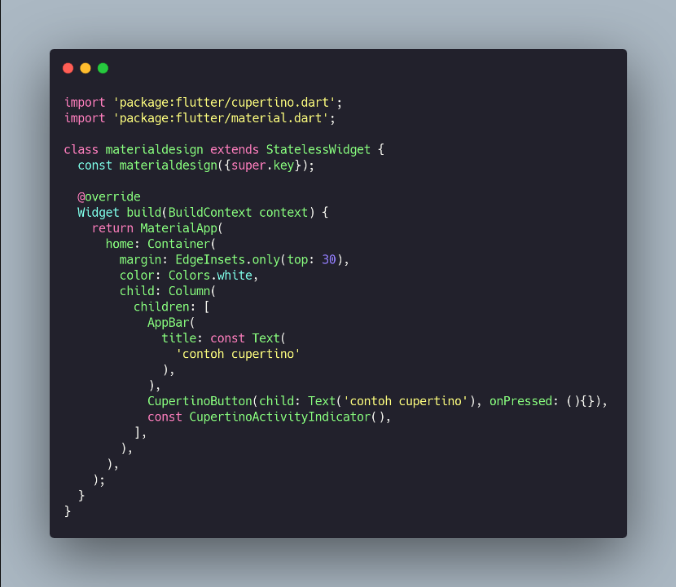 import 'package:flutter/cupertino.dart';
import 'package:flutter/material.dart';

class materialdesign extends StatelessWidget {
  const materialdesign({super.key});

  @override
  Widget build(BuildContext context) {
    return MaterialApp(
      home: Container(
        margin: EdgeInsets.only(top: 30),
        color: Colors.white,
        child: Column(
          children: [
            AppBar(
              title: const Text(
                'contoh cupertino'
              ),
            ),
            CupertinoButton(child: Text('contoh cupertino'), onPressed: (){}),
            const CupertinoActivityIndicator(),
          ],
        ),
      ),
    );
  }
}